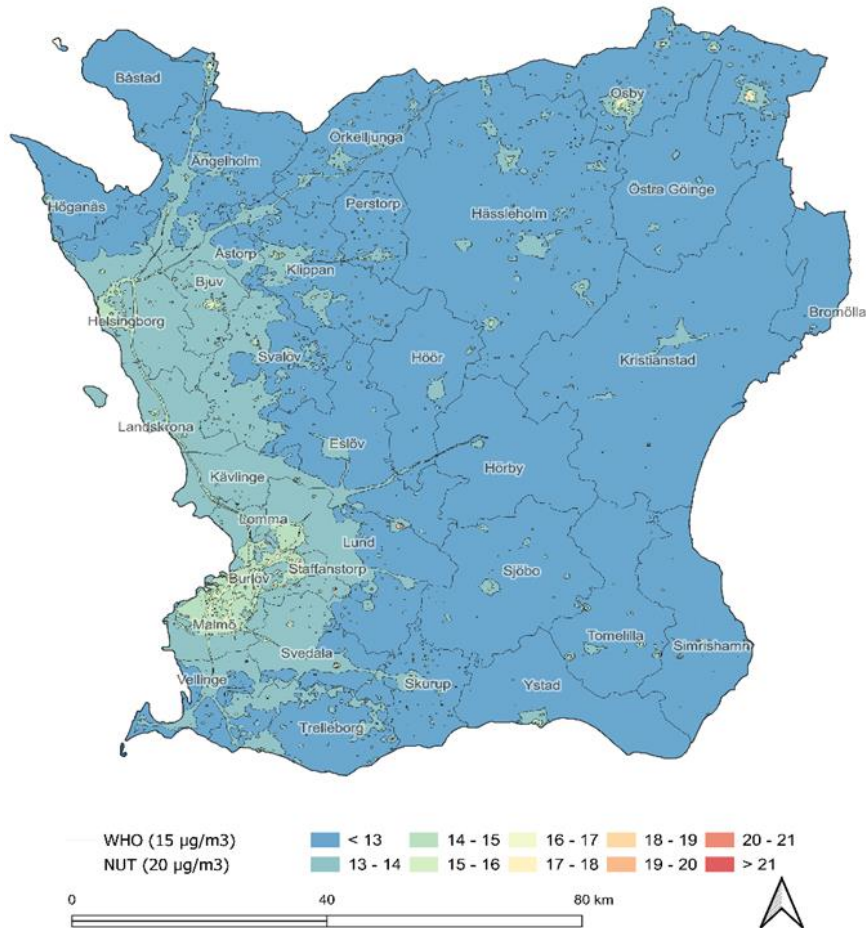 Båstad
Osby
Örkelljunga
Ängelholm
Östra Göinge
Höganäs
Perstorp
Hässleholm
Åstorp
Klippan
Bjuv
Bromölla
Helsingborg
Svalöv
Höör
Kristianstad
Landskrona
Eslöv
Hörby
Kävlinge
Lomma
Lund
Staffanstorp
Burlöv
Sjöbo
Malmö
Tomelilla
Simrishamn
Svedala
Vellinge
Skurup
Ystad
Trelleborg
WHO (15 µg/m3) < 13 14 - 15 16 - 17 18 - 19 20 - 21
NUT (20 µg/m3) 13 - 14 15 - 16 17 - 18 19 - 20 > 21
0 40 80 km